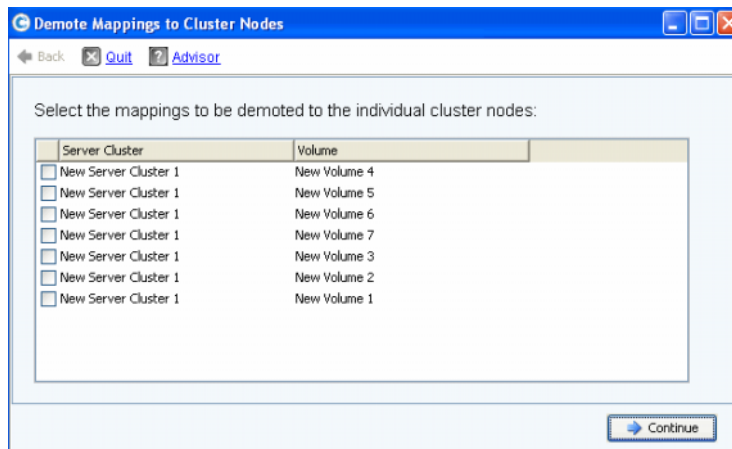 Demote Mappings to Cluster Nodes
Back Quit ? Advisor
Select the mappings to be demoted to the individual cluster nodes:
Server Cluster Volume
New Server Cluster 1 New Volume 4
New Server Cluster 1 New Volume 5
New Server Cluster 1 New Volume 6
New Server Cluster 1 New Volume 7
New Server Cluster 1 New Volume 3
New Server Cluster 1 New Volume 2
New Server Cluster 1 New Volume 1
Continue